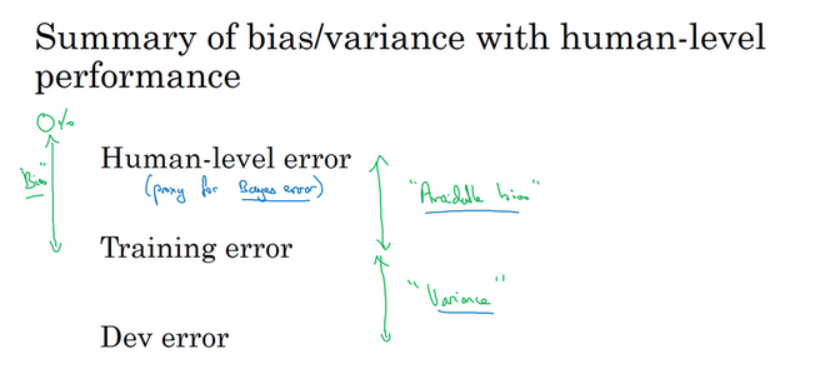 Summary of bias/variance with human-level
performance
0%
"Bias"
Human-level error
(proxy for Bayes error)
"Avoidable bias"
Training error
"Variance"
Dev error